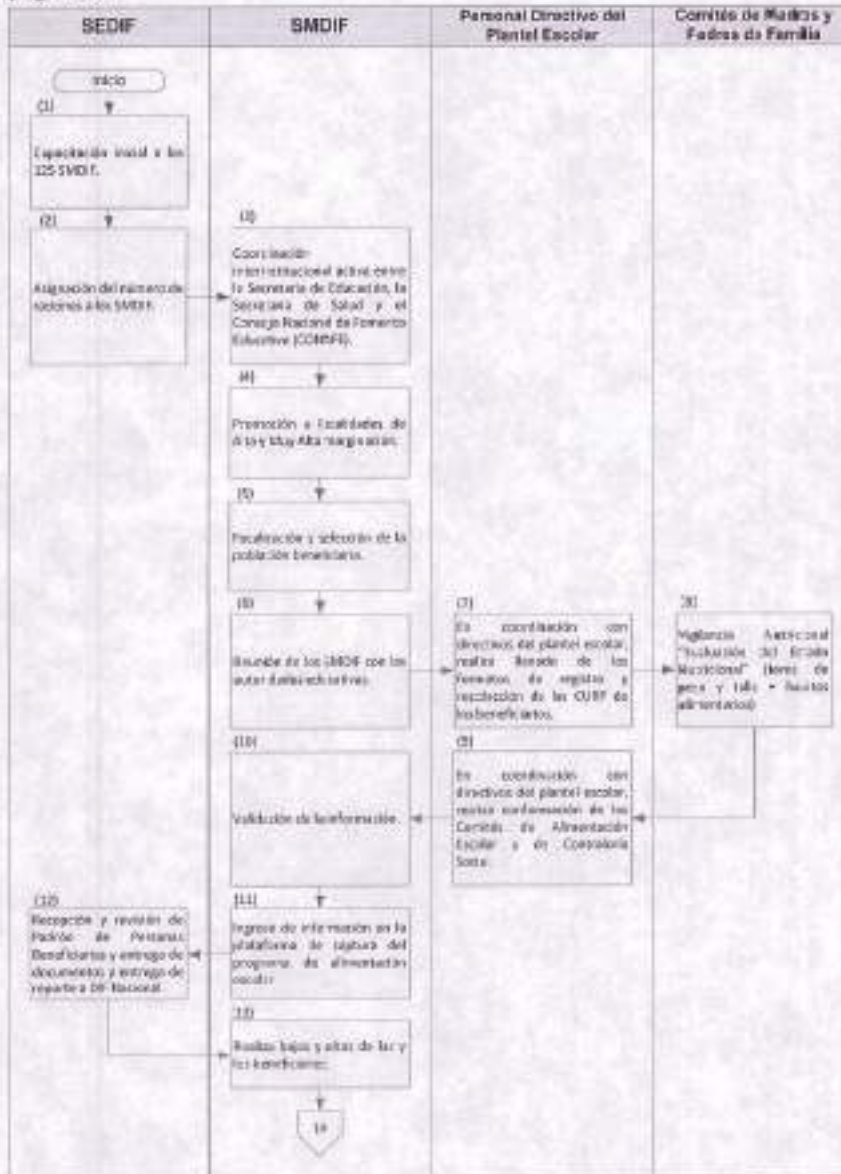 SEDIF
SMDIF
Personal Directivo del
Plantel Escolar
Comités de Madres y
Padres de Familia
Inicio
(1)
Capacitación inicial a los
125 SMDIF.
(2)
Asignación del número de
raciones a los SMDIF.
(3)
Coordinación
interinstitucional activa entre
la Secretaría de Educación, la
Secretaría de Salud y el
Consejo Nacional de Fomento
Educativo (CONAFE).
(4)
Promoción a localidades de
Alta y Muy Alta marginación.
(5)
Focalización y selección de la
población beneficiaria.
(6)
Reunión de los SMDIF con las
autoridades educativas.
(7)
En coordinación con
directivos del plantel escolar,
realiza llenado de los
formatos de registro y
recolección de las CURP de
los beneficiarios.
(8)
Vigilancia Nutricional
"Evaluación del Estado
Nutricional" (toma de
peso y talla + hábitos
alimentarios)
(9)
En coordinación con
directivos del plantel escolar,
realiza conformación de los
Comités de Alimentación
Escolar y de Contraloría
Social.
(10)
Validación de la información.
(11)
Ingreso de información en la
plataforma de captura del
programa de alimentación
escolar
(12)
Recepción y revisión de
Padrón de Personas
Beneficiarias y entrega de
documentos y entrega de
reporte a DIF Nacional.
(13)
Realiza bajas y altas de las y
los beneficiarios.